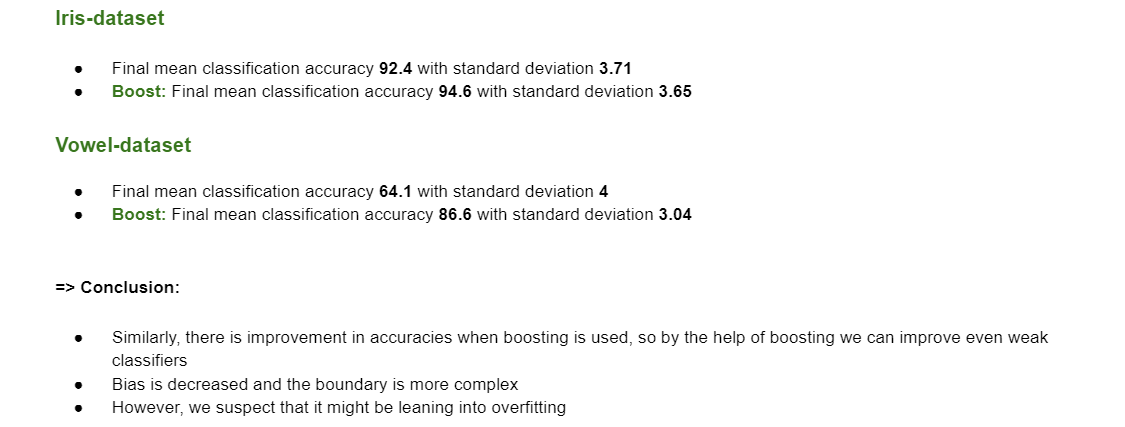 Iris-dataset
● Final mean classification accuracy 92.4 with standard deviation 3.71
● Boost: Final mean classification accuracy 94.6 with standard deviation 3.65
Vowel-dataset
● Final mean classification accuracy 64.1 with standard deviation 4
● Boost: Final mean classification accuracy 86.6 with standard deviation 3.04
=> Conclusion:
● Similarly, there is improvement in accuracies when boosting is used, so by the help of boosting we can improve even weak
classifiers
● Bias is decreased and the boundary is more complex
● However, we suspect that it might be leaning into overfitting